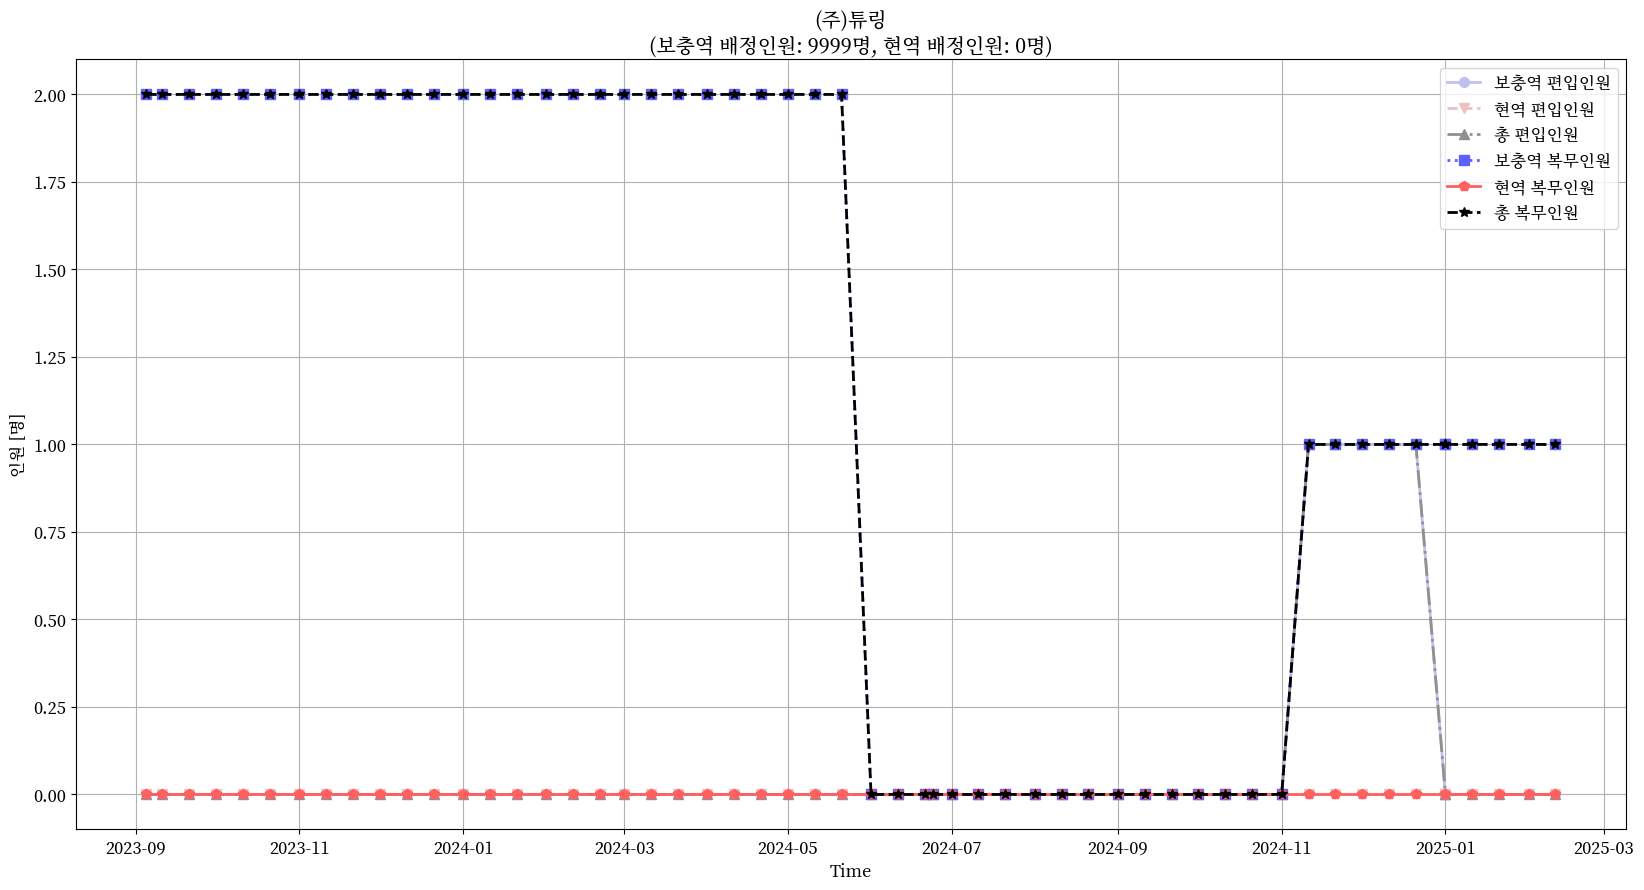 (주)튜링
(보충역 배정인원: 9999명, 현역 배정인원: 0명)
보충역 편입인원
현역 편입인원
총 편입인원
보충역 복무인원
현역 복무인원
총 복무인원
인원 [명]
2.00
1.75
1.50
1.25
1.00
0.75
0.50
0.25
0.00
2023-09
2023-11
2024-01
2024-03
2024-05
2024-07
2024-09
2024-11
2025-01
2025-03
Time